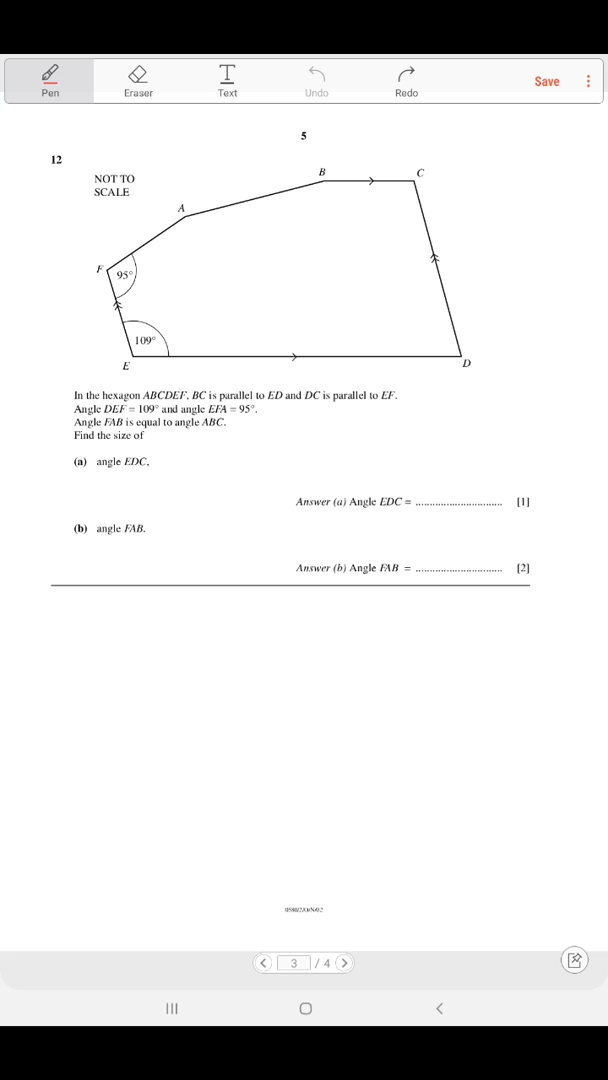 Pen
Eraser
Text
Undo
Redo
Save
5
12
NOT TO
SCALE
B
C
A
F
95°
109°
E
D
In the hexagon ABCDEF, BC is parallel to ED and DC is parallel to EF.
Angle DEF = 109° and angle EFA = 95°.
Angle FAB is equal to angle ABC.
Find the size of
(a) angle EDC,
Answer (a) Angle EDC = .............................. [1]
(b) angle FAB.
Answer (b) Angle FAB = .............................. [2]
3 / 4